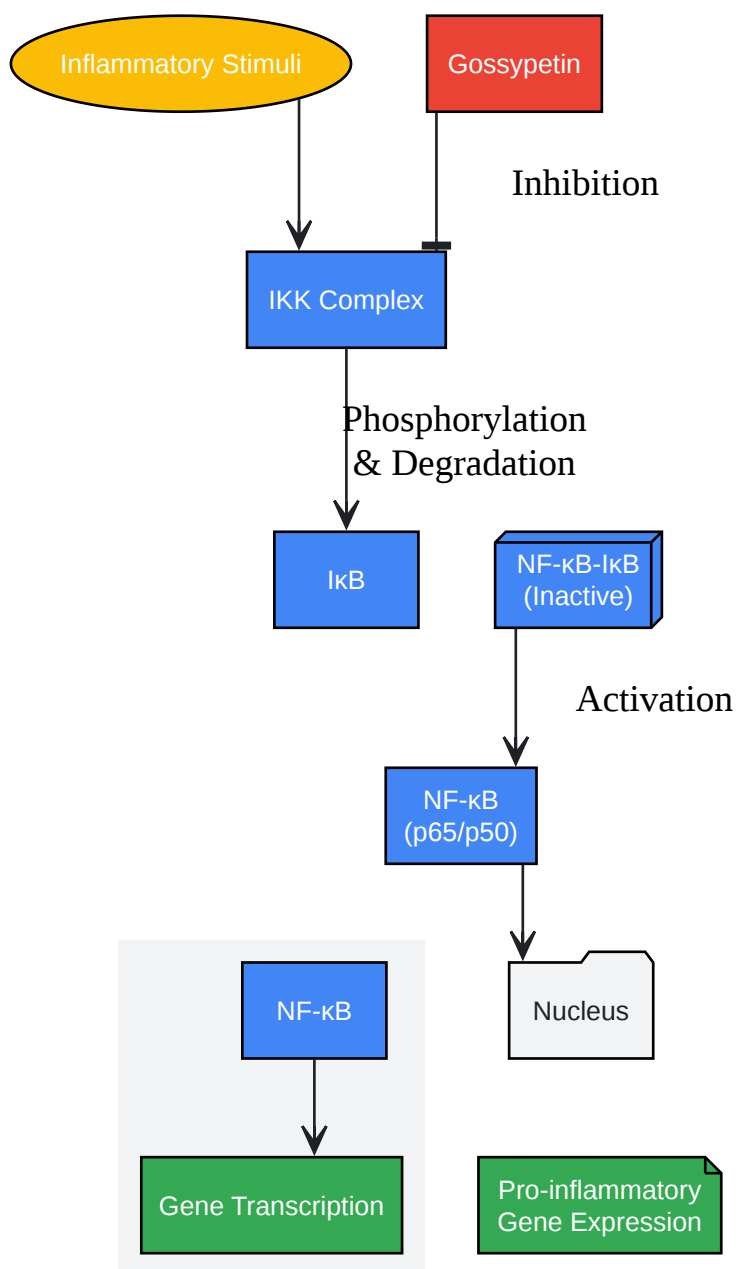 Inflammatory Stimuli
Gossypetin
Inhibition
IKK Complex
Phosphorylation
& Degradation
IκB
NF-κB-IκB
(Inactive)
Activation
NF-κB
(p65/p50)
NF-κB
Nucleus
Gene Transcription
Pro-inflammatory
Gene Expression